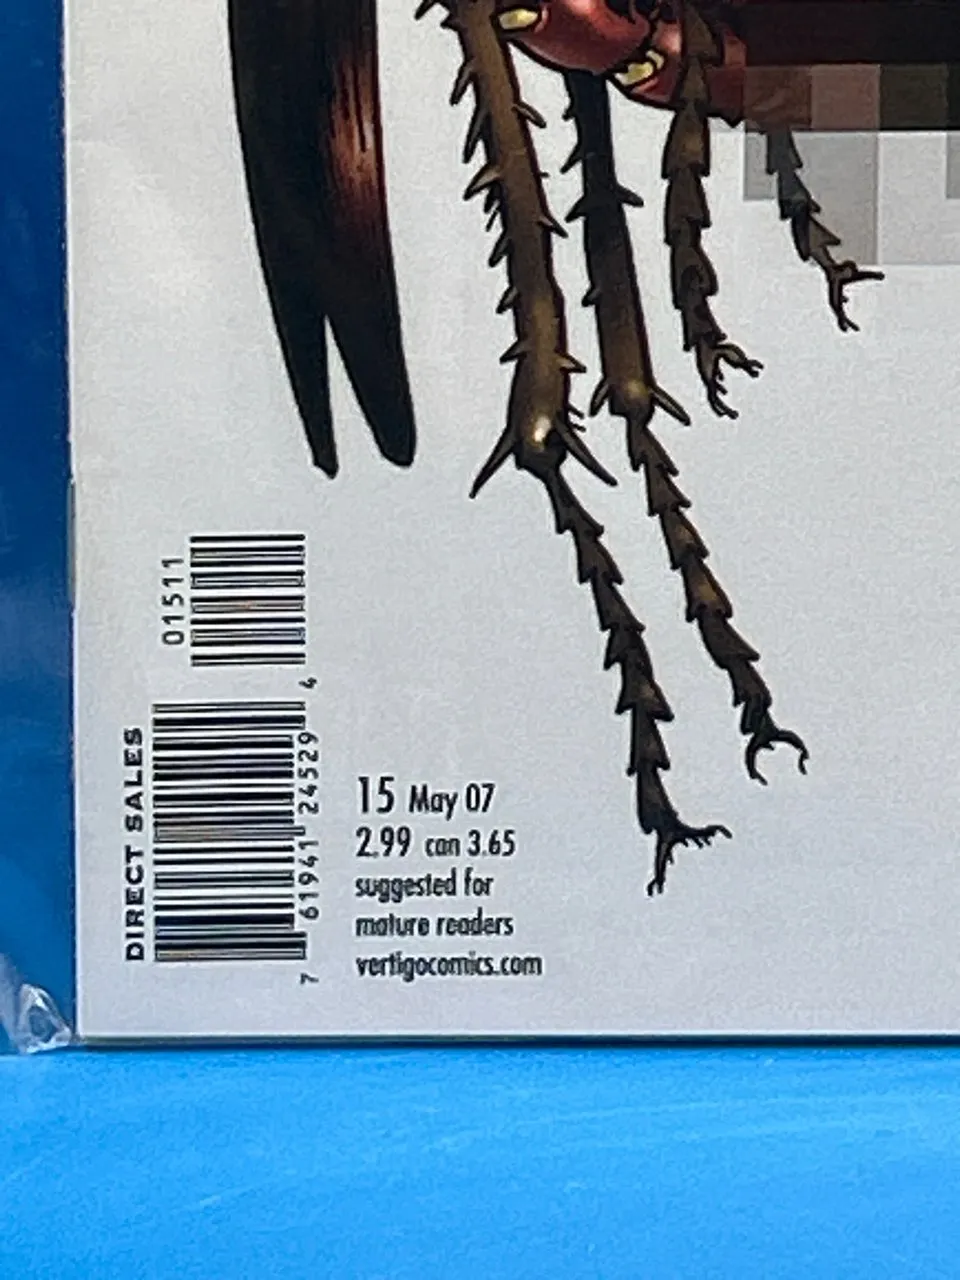 01511
DIRECT SALES
7 61941 24529 4
15 May 07
2.99 can 3.65
suggested for
mature readers
vertigocomics.com